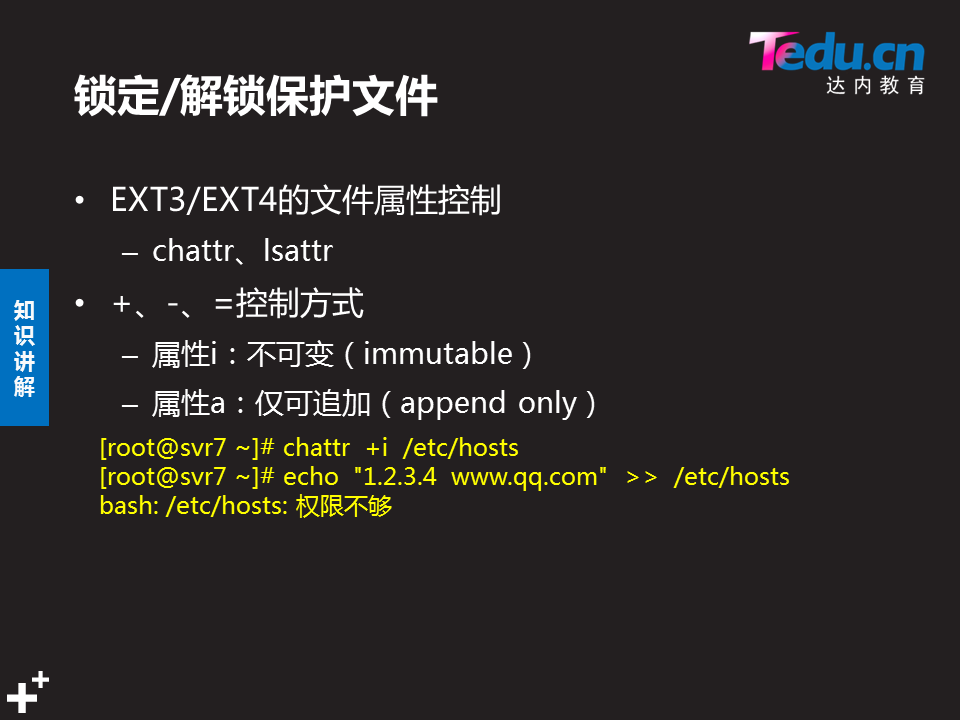 Tedu.cn
达内教育
锁定/解锁保护文件
• EXT3/EXT4的文件属性控制
– chattr、lsattr
• +、-、=控制方式
– 属性i：不可变（immutable）
– 属性a：仅可追加（append only）
[root@svr7 ~]# chattr +i /etc/hosts
[root@svr7 ~]# echo "1.2.3.4 www.qq.com" >> /etc/hosts
bash: /etc/hosts: 权限不够
知识讲解